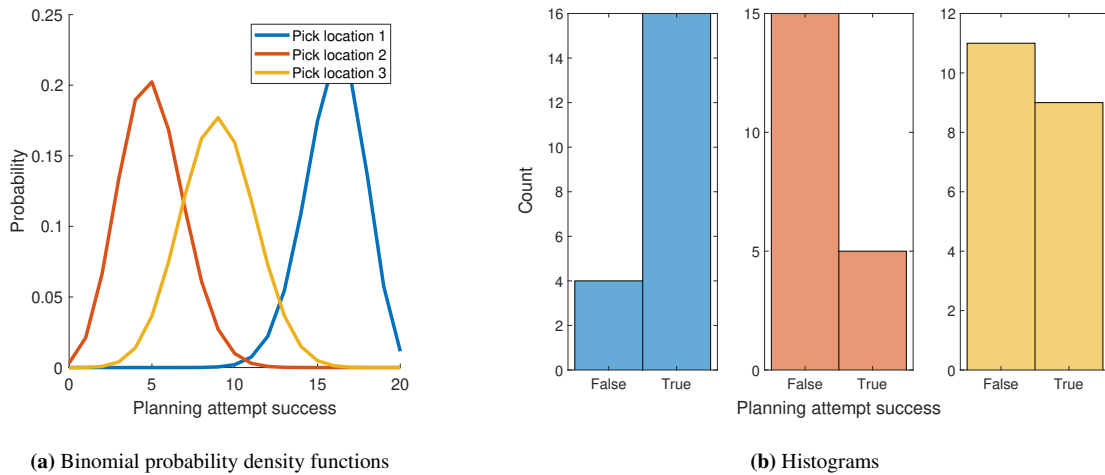 0.25
0.2
0.15
0.1
0.05
0
Probability
0 5 10 15 20
Planning attempt success
Pick location 1
Pick location 2
Pick location 3
(a) Binomial probability density functions
16
14
12
10
8
6
4
2
0
Count
False True
15
10
5
0
False True
12
10
8
6
4
2
0
False True
Planning attempt success
(b) Histograms